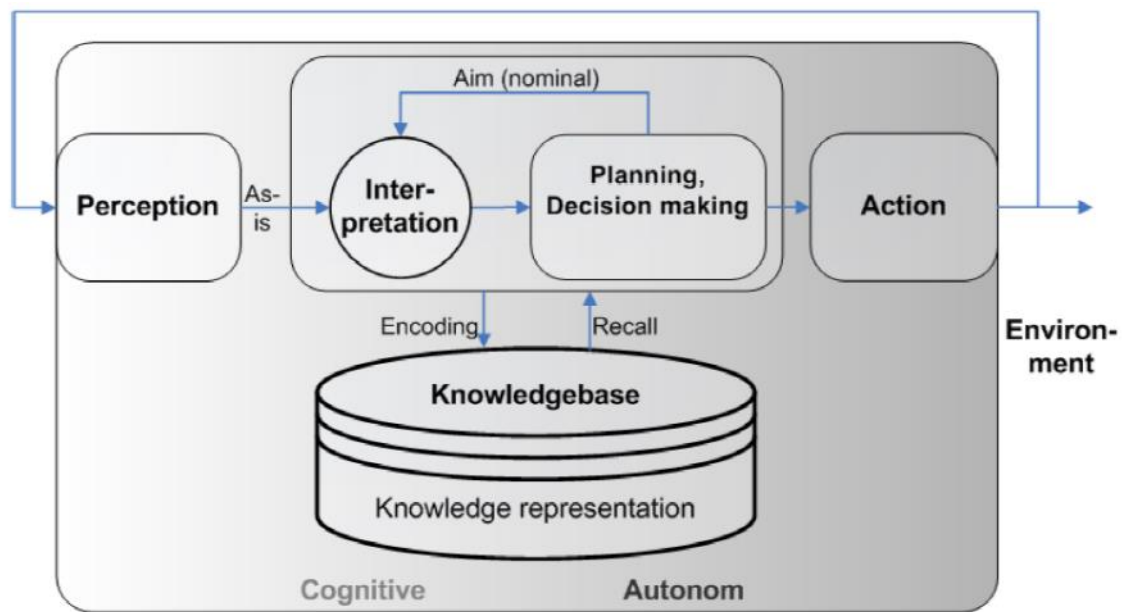 Aim (nominal)
Perception
As-
is
Inter-
pretation
Planning,
Decision making
Action
Encoding
Recall
Environ-
ment
Knowledgebase
Knowledge representation
Cognitive
Autonom